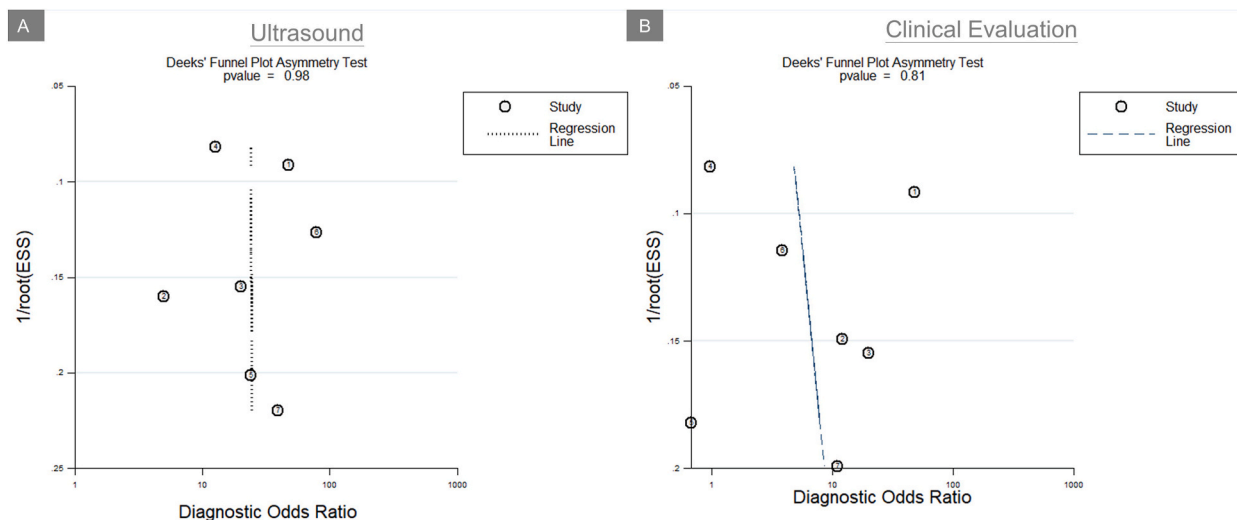 A
Ultrasound
Deeks' Funnel Plot Asymmetry Test
pvalue = 0.98
.05
.1
.15
.2
.25
1/root(ESS)
4
1
6
3
2
5
7
1
10
100
1000
Diagnostic Odds Ratio
Study
Regression
Line
B
Clinical Evaluation
Deeks' Funnel Plot Asymmetry Test
pvalue = 0.81
.05
.1
.15
.2
1/root(ESS)
4
1
6
2
3
5
7
1
10
100
1000
Diagnostic Odds Ratio
Study
Regression
Line